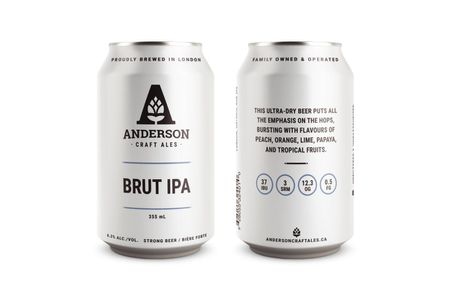 PROUDLY BREWED IN LONDON
A
ANDERSON
· CRAFT ALES ·
BRUT IPA
355 mL
6.3% ALC./VOL. STRONG BEER / BIÈRE FORTE
FAMILY OWNED & OPERATED
THIS ULTRA-DRY BEER PUTS ALL
THE EMPHASIS ON THE HOPS,
BURSTING WITH FLAVOURS OF
PEACH, ORANGE, LIME, PAPAYA,
AND TROPICAL FRUITS.
37 IBU
3 SRM
12.3 OG
0.5 FG
ANDERSONCRAFTALES.CA